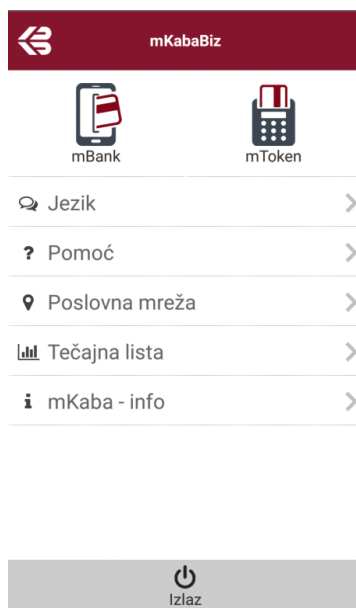 mKabaBiz
mBank
mToken
Jezik
? Pomoć
Poslovna mreža
Tečajna lista
i mKaba - info
Izlaz